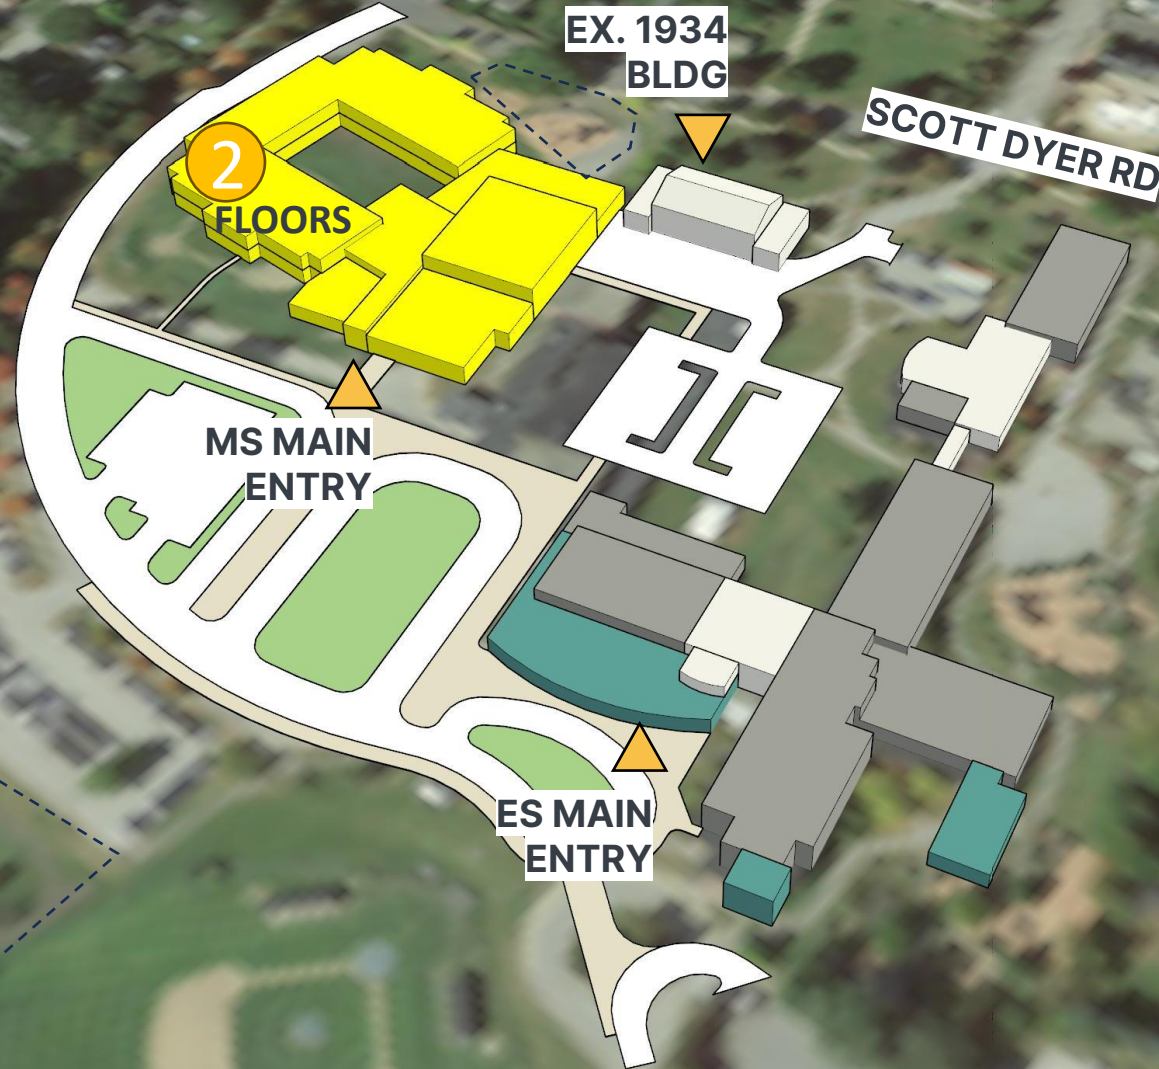 EX. 1934
BLDG
SCOTT DYER RD
2
FLOORS
MS MAIN
ENTRY
ES MAIN
ENTRY